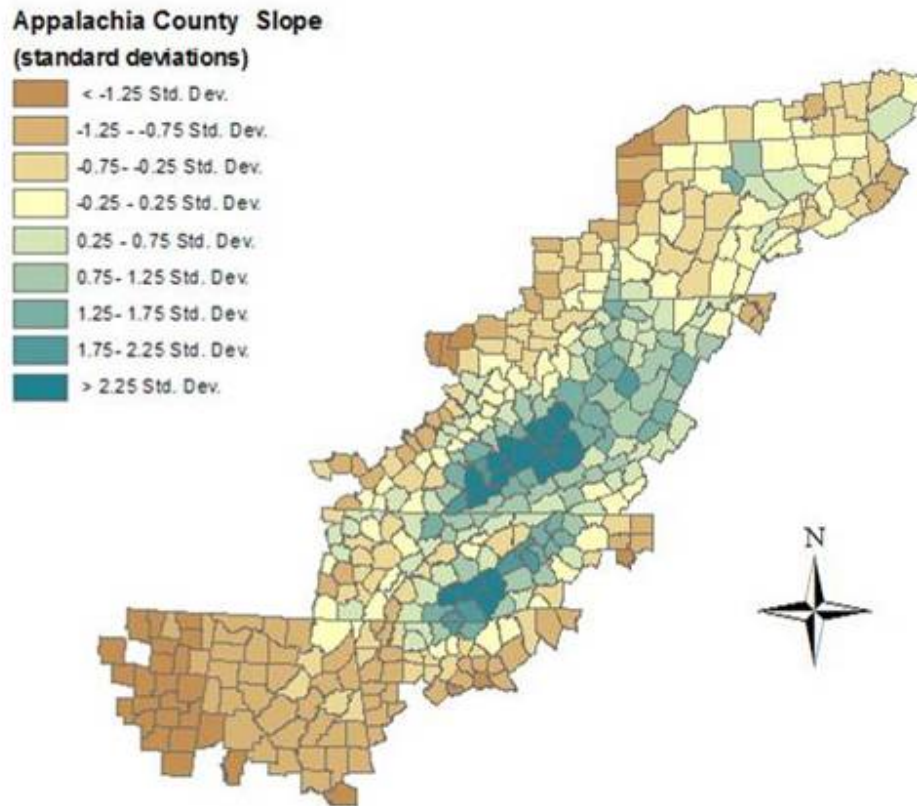 Appalachia County Slope
(standard deviations)
< -1.25 Std. Dev.
-1.25 - -0.75 Std. Dev.
-0.75- -0.25 Std. Dev.
-0.25 - 0.25 Std. Dev.
0.25 - 0.75 Std. Dev.
0.75- 1.25 Std. Dev.
1.25- 1.75 Std. Dev.
1.75- 2.25 Std. Dev.
> 2.25 Std. Dev.
N